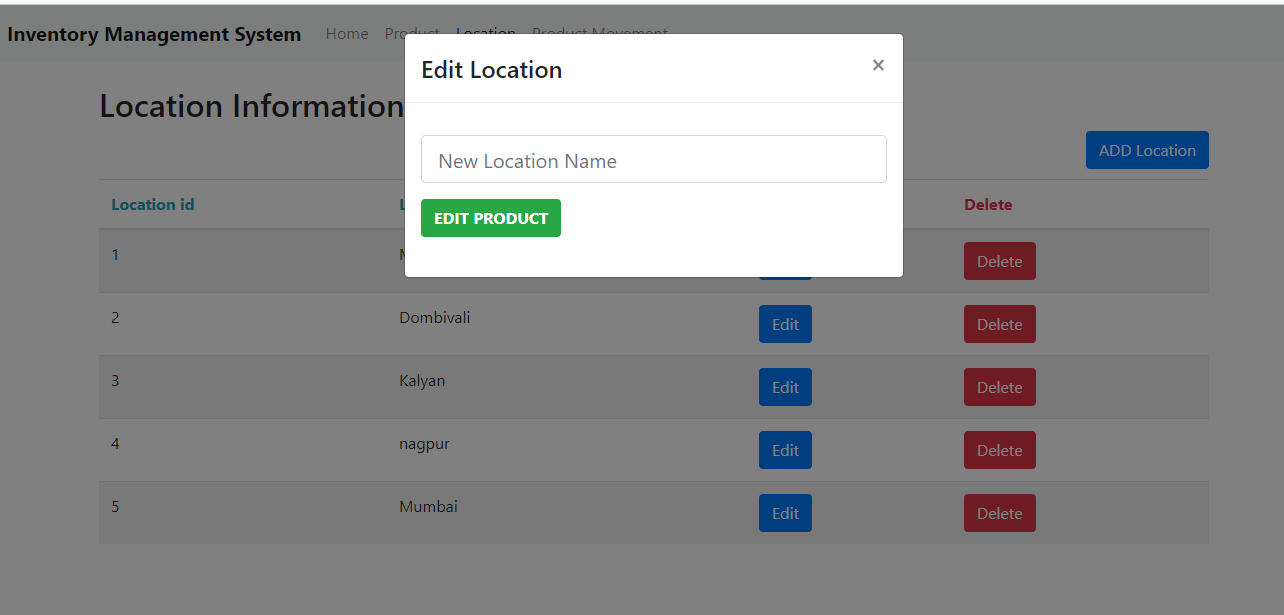 Inventory Management System Home Product Location Product Movement
Edit Location ×
Location Information
New Location Name
ADD Location
Location id Delete
EDIT PRODUCT
1 Delete
2 Dombivali Edit Delete
3 Kalyan Edit Delete
4 nagpur Edit Delete
5 Mumbai Edit Delete